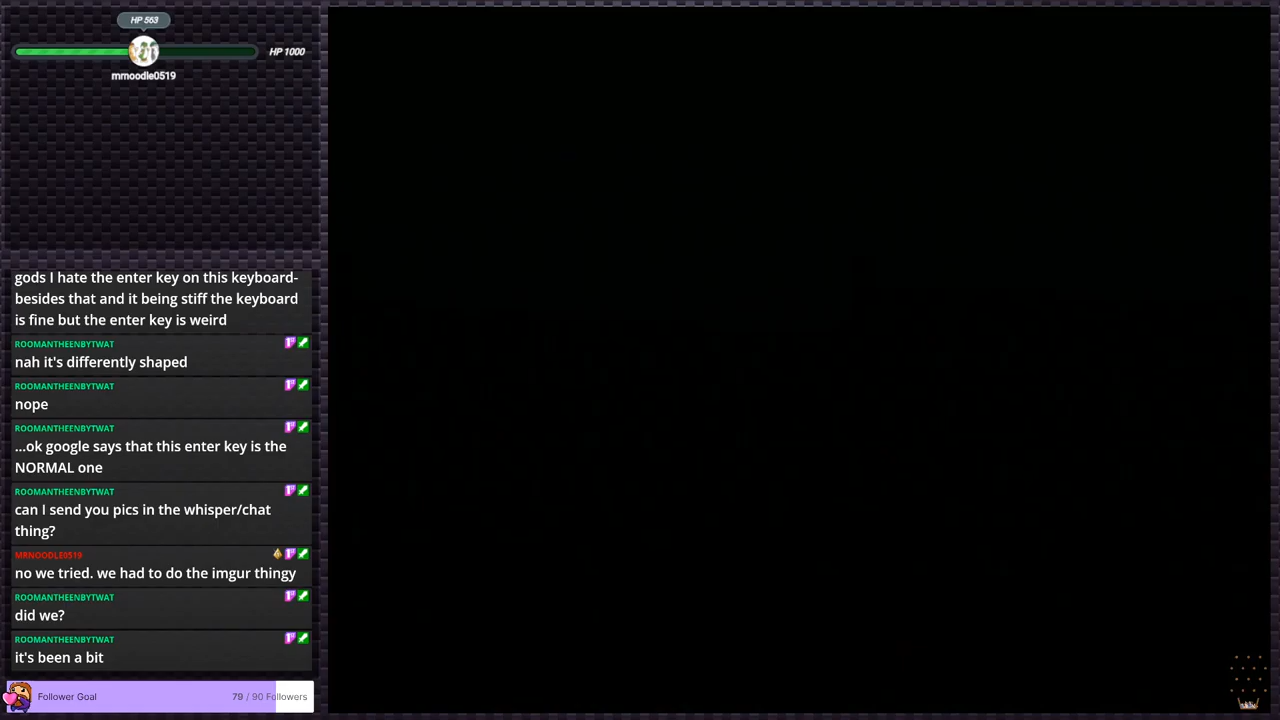 HP 563
HP 1000
mrnoodle0519
gods I hate the enter key on this keyboard-
besides that and it being stiff the keyboard
is fine but the enter key is weird
ROOMANTHEENBYTWAT
nah it's differently shaped
ROOMANTHEENBYTWAT
nope
ROOMANTHEENBYTWAT
...ok google says that this enter key is the
NORMAL one
ROOMANTHEENBYTWAT
can I send you pics in the whisper/chat
thing?
MRNOODLE0519
no we tried. we had to do the imgur thingy
ROOMANTHEENBYTWAT
did we?
ROOMANTHEENBYTWAT
it's been a bit
Follower Goal
79 / 90 Followers